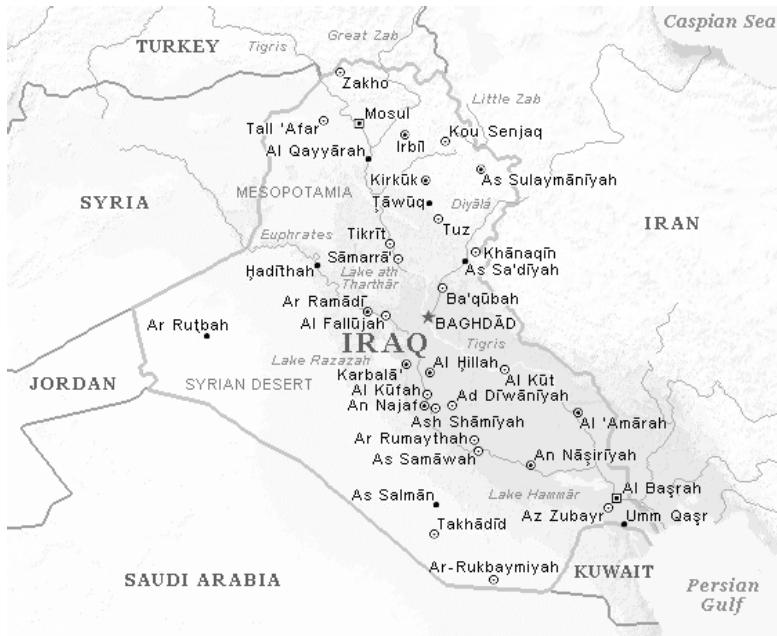 Caspian Sea
Great Zab
TURKEY
Tigris
Zakho
Little Zab
Mosul
Tall 'Afar
Kou Senjaq
Irbīl
Al Qayyārah
Kirkūk
As Sulaymānīyah
MESOPOTAMIA
SYRIA
Ţāwūq
Diyālá
Tuz
IRAN
Euphrates
Tikrīt
Khānaqīn
Sāmarrā'
As Sa'dīyah
Ḩadīthah
Lake ath
Tharthār
Ar Ramādī
Ba'qūbah
Al Fallūjah
BAGHDĀD
Ar Ruţbah
IRAQ
Tigris
Lake Razazah
Al Ḩillah
Karbalā'
Al Kūt
JORDAN
SYRIAN DESERT
Al Kūfah
Ad Dīwānīyah
An Najaf
Ash Shāmīyah
Al 'Amārah
Ar Rumaythah
As Samāwah
An Nāşirīyah
Al Başrah
As Salmān
Lake Hammār
Az Zubayr
Umm Qaşr
Takhādīd
Ar-Rukbaymiyah
KUWAIT
SAUDI ARABIA
Persian
Gulf